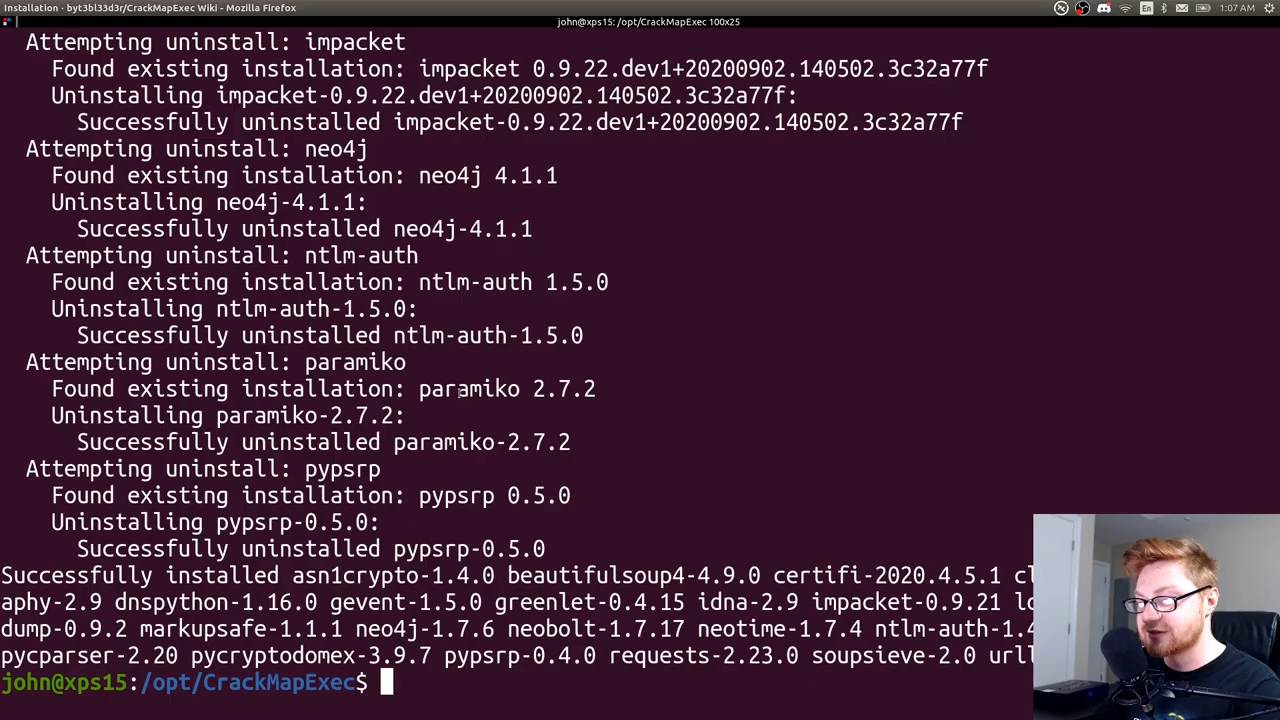 Installation · byt3bl33d3r/CrackMapExec Wiki - Mozilla Firefox
En
1:07 AM
john@xps15: /opt/CrackMapExec 100x25
Attempting uninstall: impacket
Found existing installation: impacket 0.9.22.dev1+20200902.140502.3c32a77f
Uninstalling impacket-0.9.22.dev1+20200902.140502.3c32a77f:
Successfully uninstalled impacket-0.9.22.dev1+20200902.140502.3c32a77f
Attempting uninstall: neo4j
Found existing installation: neo4j 4.1.1
Uninstalling neo4j-4.1.1:
Successfully uninstalled neo4j-4.1.1
Attempting uninstall: ntlm-auth
Found existing installation: ntlm-auth 1.5.0
Uninstalling ntlm-auth-1.5.0:
Successfully uninstalled ntlm-auth-1.5.0
Attempting uninstall: paramiko
Found existing installation: paramiko 2.7.2
Uninstalling paramiko-2.7.2:
Successfully uninstalled paramiko-2.7.2
Attempting uninstall: pypsrp
Found existing installation: pypsrp 0.5.0
Uninstalling pypsrp-0.5.0:
Successfully uninstalled pypsrp-0.5.0
Successfully installed asn1crypto-1.4.0 beautifulsoup4-4.9.0 certifi-2020.4.5.1
aphy-2.9 dnspython-1.16.0 gevent-1.5.0 greenlet-0.4.15 idna-2.9 impacket-0.9.21
dump-0.9.2 markupsafe-1.1.1 neo4j-1.7.6 neobolt-1.7.17 neotime-1.7.4 ntlm-auth-1.4
pycparser-2.20 pycryptodomex-3.9.7 pypsrp-0.4.0 requests-2.23.0 soupsieve-2.0
john@xps15:/opt/CrackMapExec$